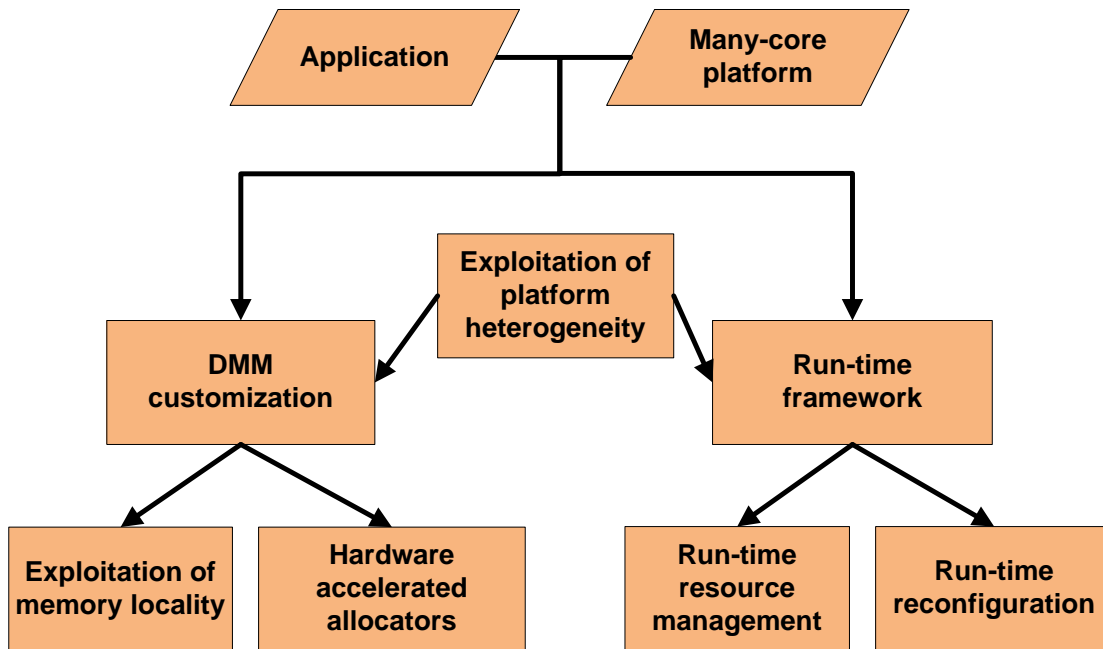 Application
Many-core
platform
Exploitation of
platform
heterogeneity
DMM
customization
Run-time
framework
Exploitation of
memory locality
Hardware
accelerated
allocators
Run-time
resource
management
Run-time
reconfiguration